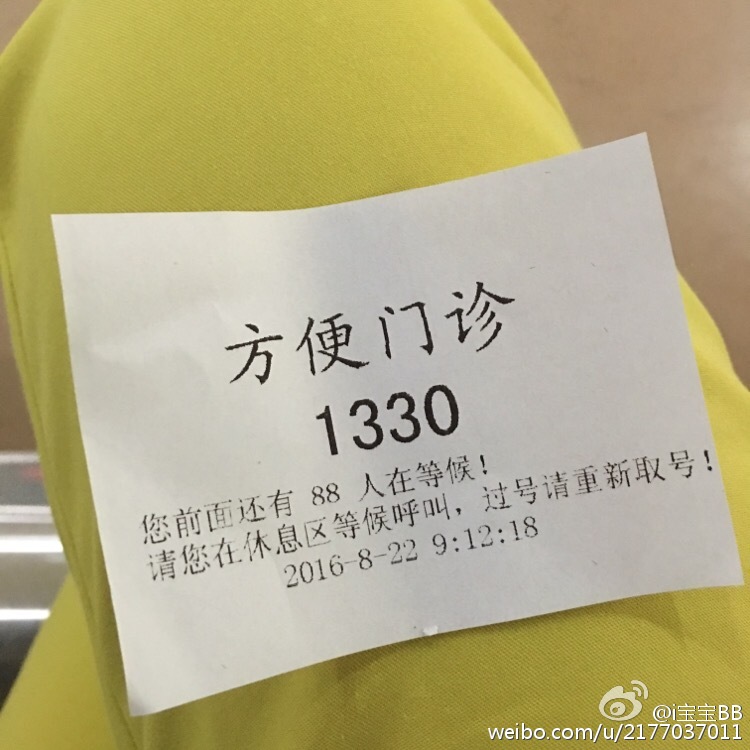 方便门诊
1330
您前面还有 88 人在等候！
请您在休息区等候呼叫，过号请重新取号！
2016-8-22 9:12:18
@i宝宝BB
weibo.com/u/2177037011